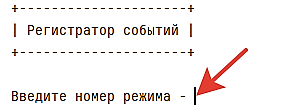 +--------------------+
| Регистратор событий |
+--------------------+
Введите номер режима -